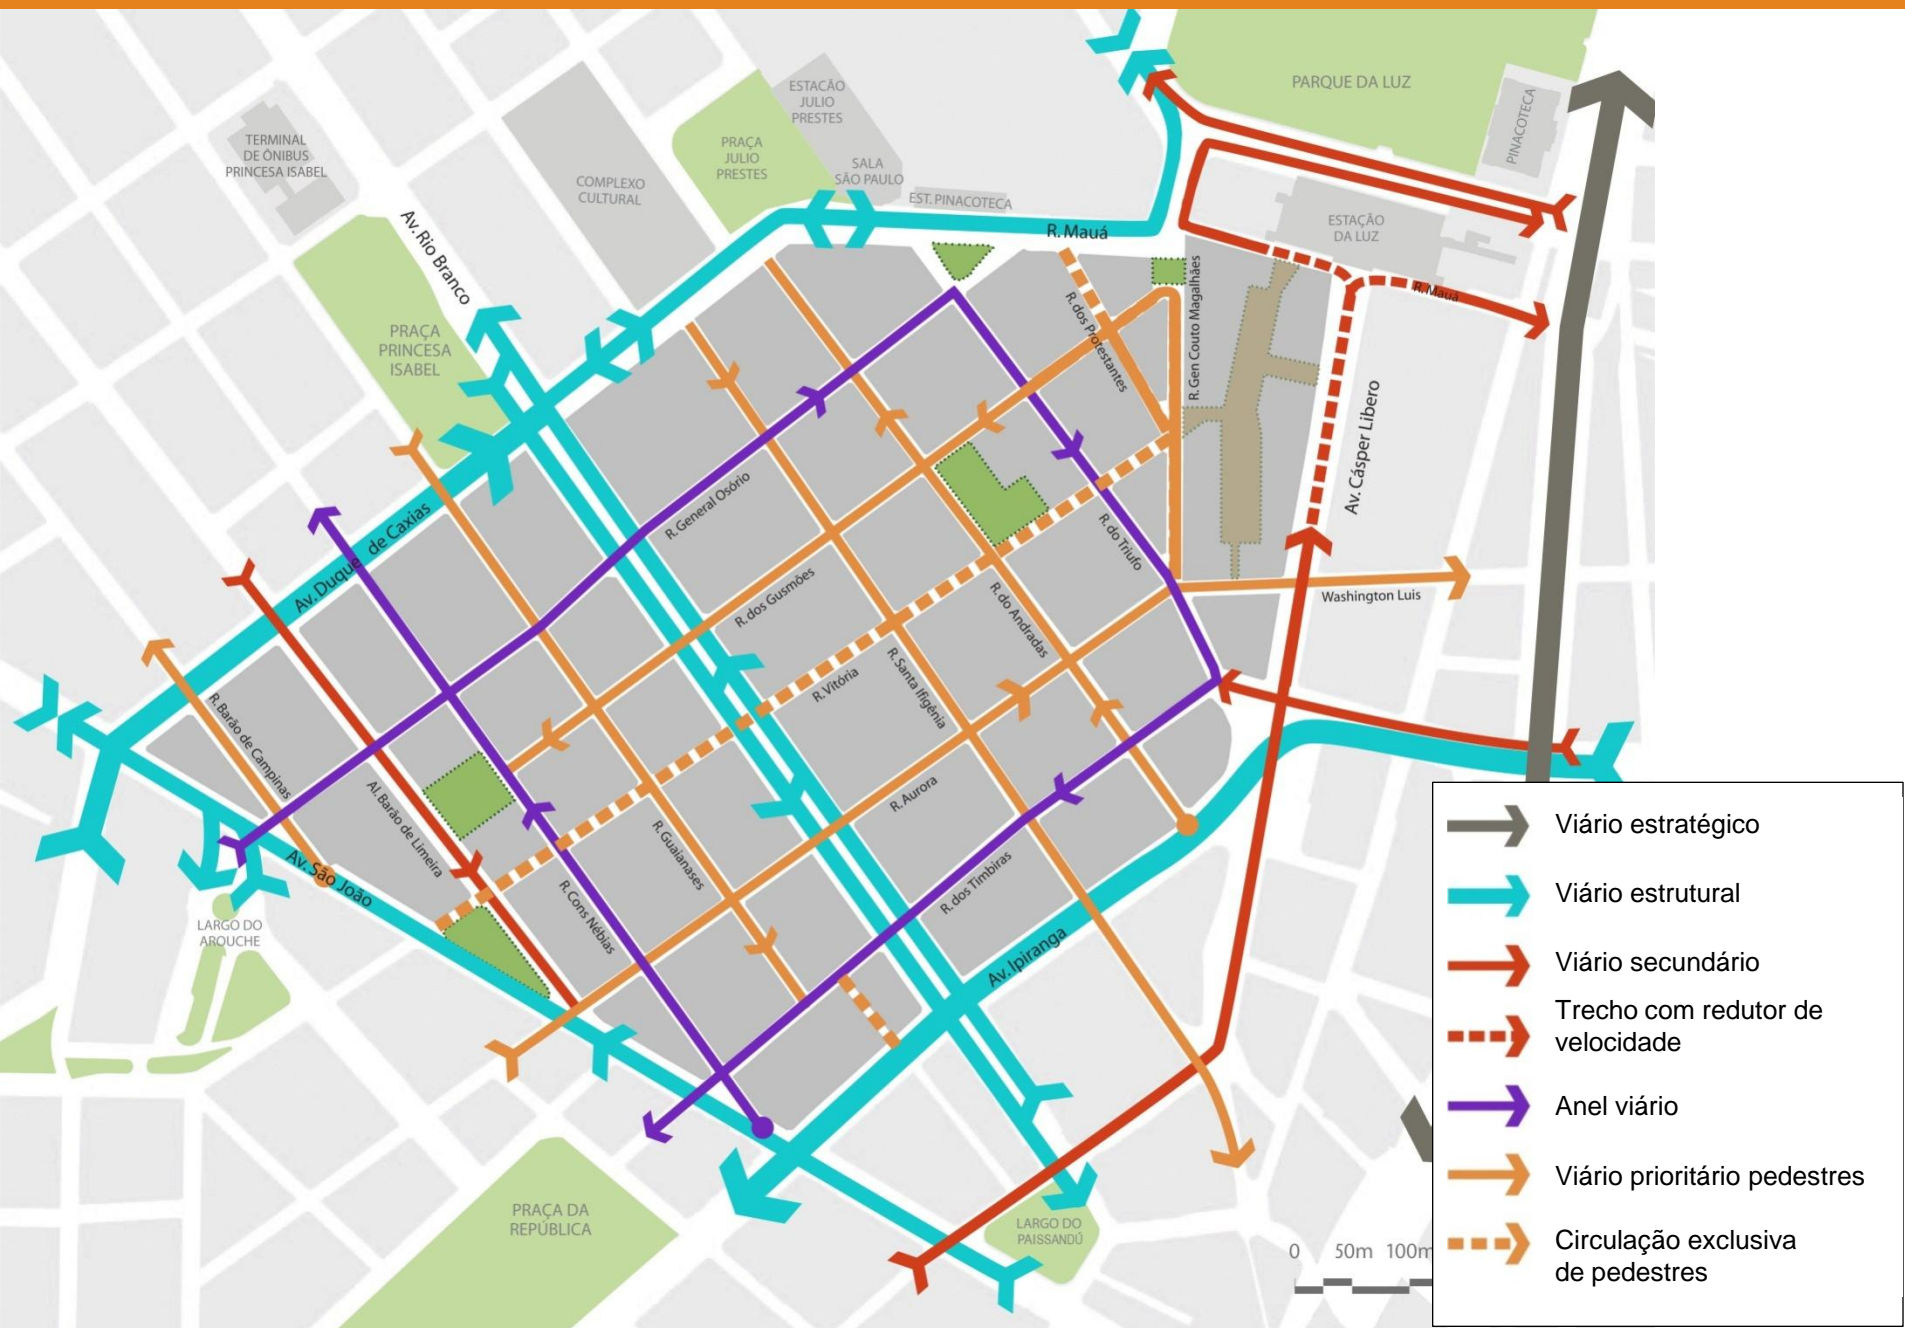 PARQUE DA LUZ
PINACOTECA
ESTACÃO
JULIO
PRESTES
TERMINAL
DE ÔNIBUS
PRINCESA ISABEL
PRAÇA
JULIO
PRESTES
SALA
SÃO PAULO
COMPLEXO
CULTURAL
EST. PINACOTECA
ESTAÇÃO
DA LUZ
Av. Rio Branco
R. Mauá
R. Mauá
R. dos Protestantes
R. Gen Couto Magalhães
PRAÇA
PRINCESA
ISABEL
Av. Cásper Libero
R. General Osório
Av. Duque de Caxias
R. do Triufo
R. dos Gusmões
R. do Andradas
Washington Luis
R. Vitória
R. Santa Ifigênia
R. Barão de Campinas
Al. Barão de Limeira
R. Aurora
R. Guaianases
R. dos Timbiras
R. Cons Nébias
Av. São João
LARGO DO
AROUCHE
Av. Ipiranga
PRAÇA DA
REPÚBLICA
LARGO DO
PAISSANDÚ
0 50m 100m
Viário estratégico
Viário estrutural
Viário secundário
Trecho com redutor de
velocidade
Anel viário
Viário prioritário pedestres
Circulação exclusiva
de pedestres